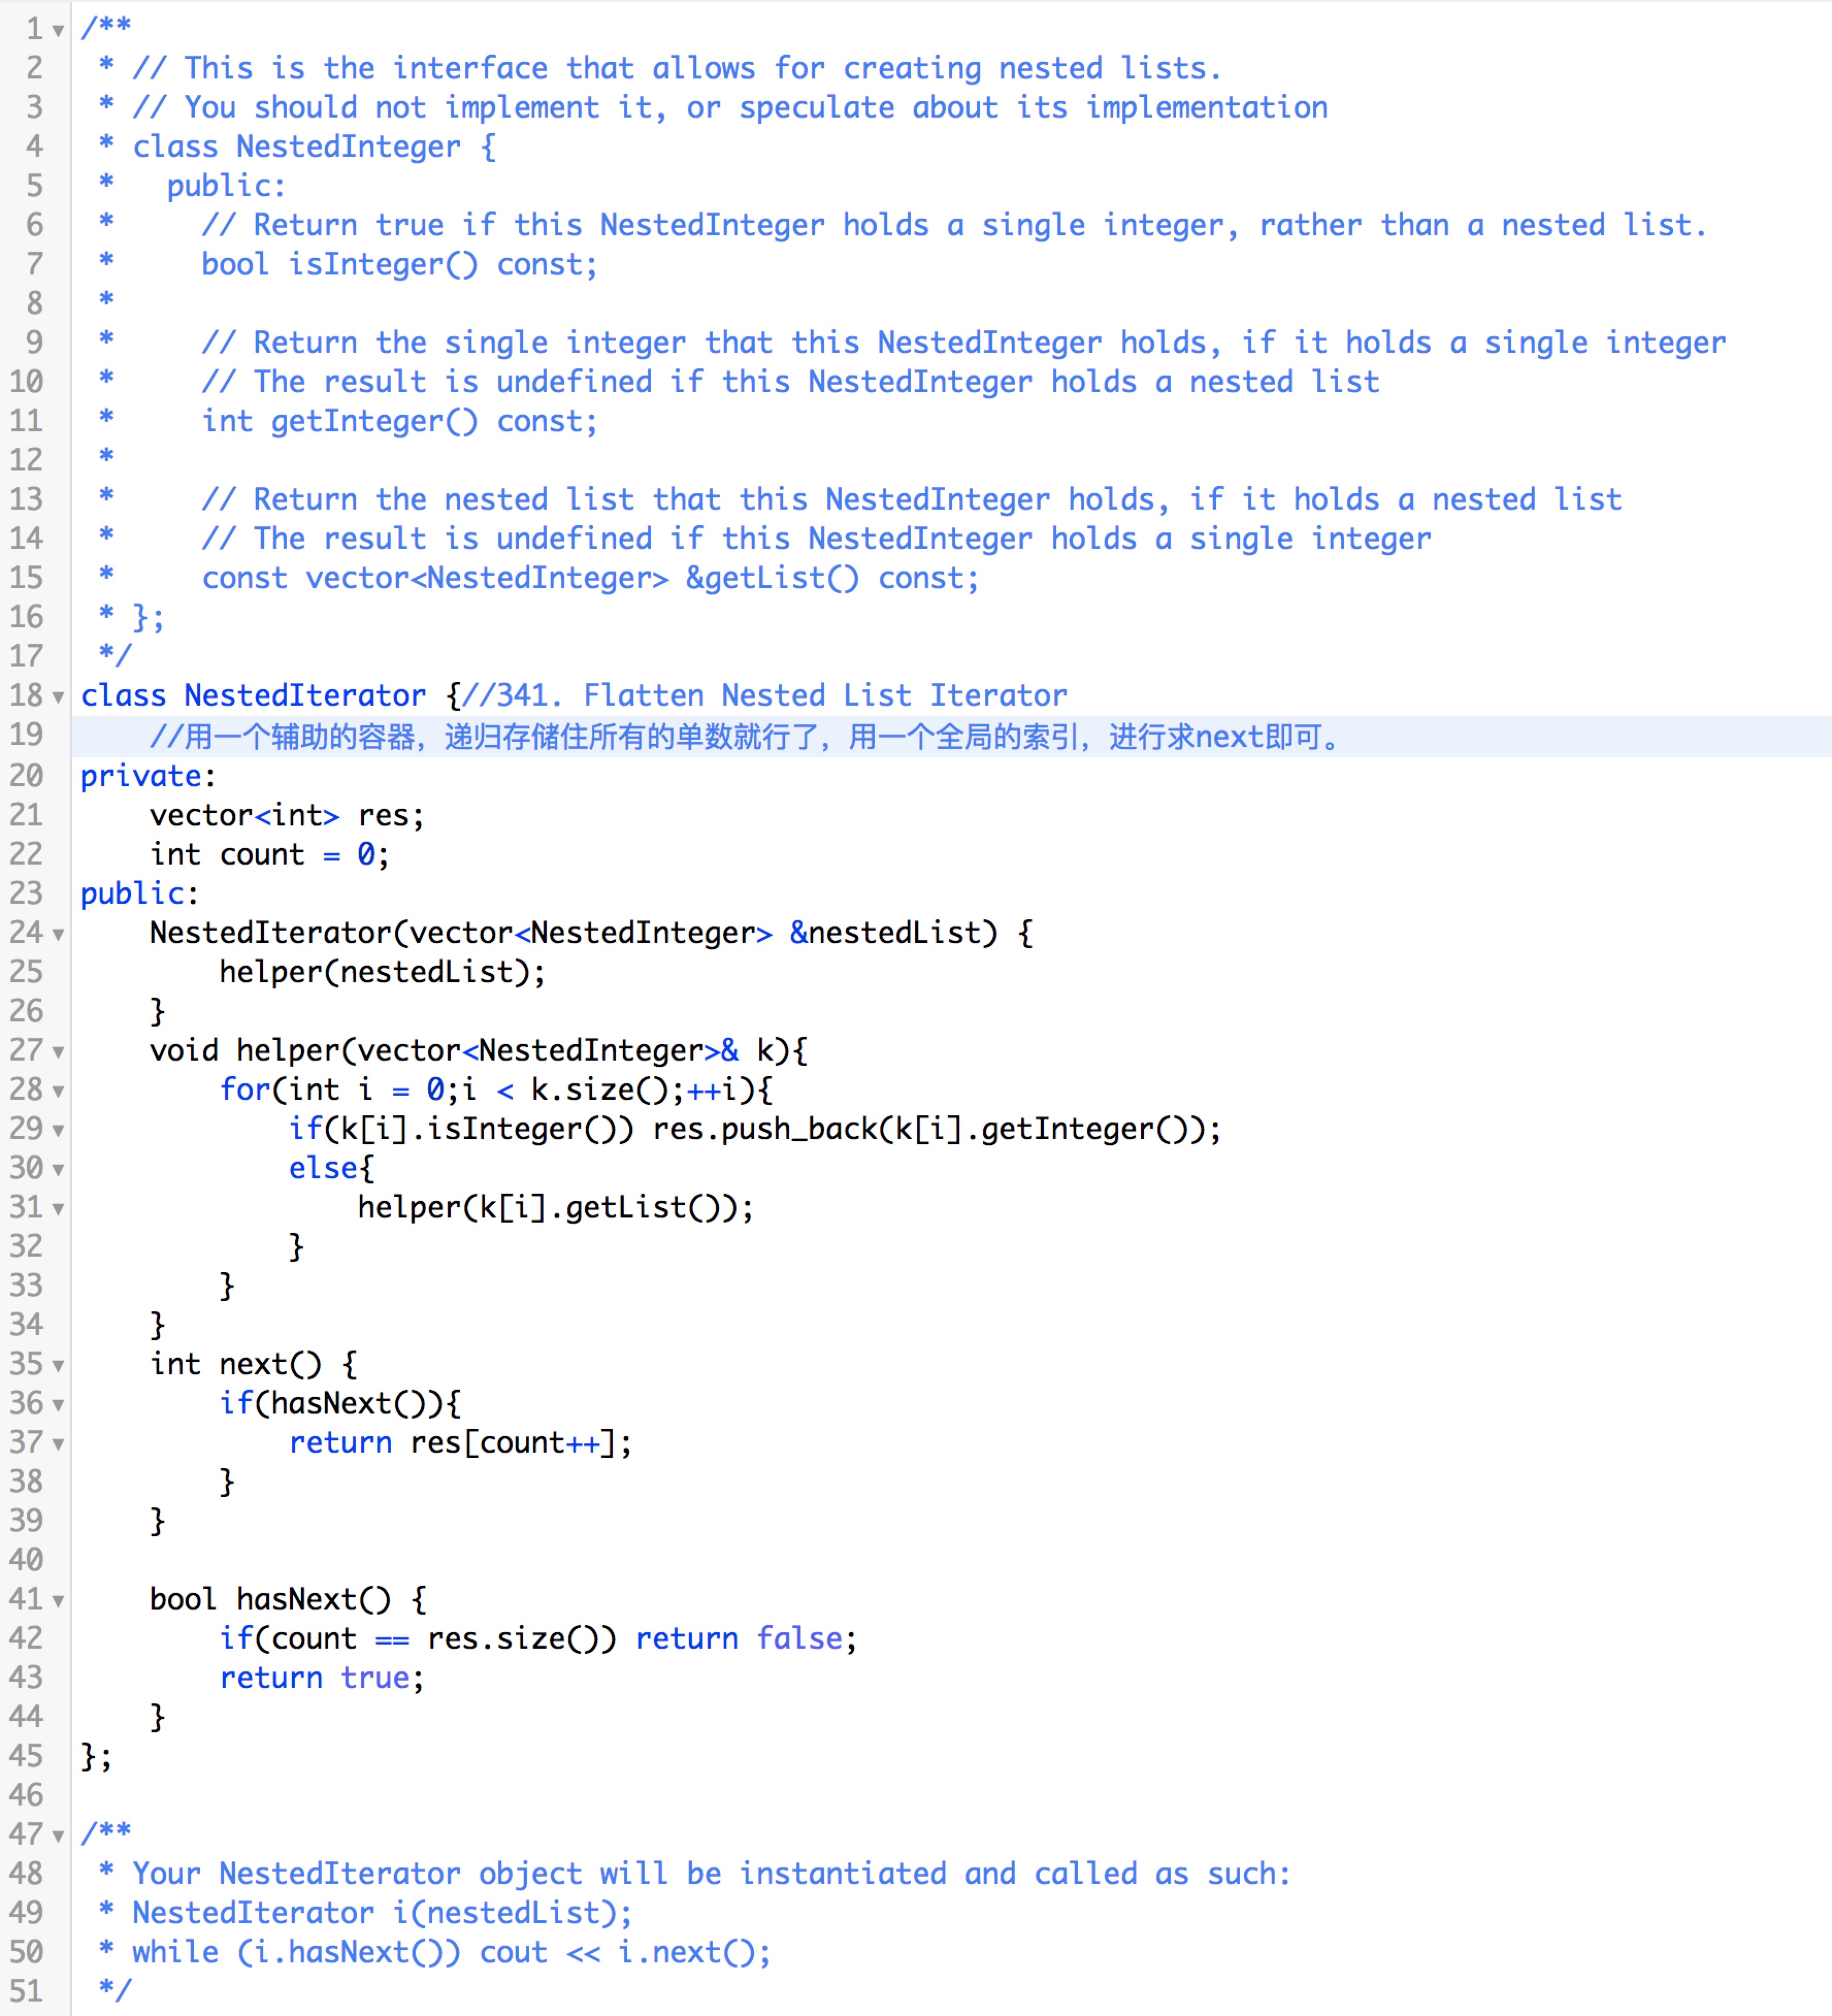 1 /**
2  * // This is the interface that allows for creating nested lists.
3  * // You should not implement it, or speculate about its implementation
4  * class NestedInteger {
5  *   public:
6  *     // Return true if this NestedInteger holds a single integer, rather than a nested list.
7  *     bool isInteger() const;
8  *
9  *     // Return the single integer that this NestedInteger holds, if it holds a single integer
10  *     // The result is undefined if this NestedInteger holds a nested list
11  *     int getInteger() const;
12  *
13  *     // Return the nested list that this NestedInteger holds, if it holds a nested list
14  *     // The result is undefined if this NestedInteger holds a single integer
15  *     const vector<NestedInteger> &getList() const;
16  * };
17  */
18 class NestedIterator {//341. Flatten Nested List Iterator
19     //用一个辅助的容器，递归存储住所有的单数就行了，用一个全局的索引，进行求next即可。
20 private:
21     vector<int> res;
22     int count = 0;
23 public:
24     NestedIterator(vector<NestedInteger> &nestedList) {
25         helper(nestedList);
26     }
27     void helper(vector<NestedInteger>& k){
28         for(int i = 0;i < k.size();++i){
29             if(k[i].isInteger()) res.push_back(k[i].getInteger());
30             else{
31                 helper(k[i].getList());
32             }
33         }
34     }
35     int next() {
36         if(hasNext()){
37             return res[count++];
38         }
39     }
40
41     bool hasNext() {
42         if(count == res.size()) return false;
43         return true;
44     }
45 };
46
47 /**
48  * Your NestedIterator object will be instantiated and called as such:
49  * NestedIterator i(nestedList);
50  * while (i.hasNext()) cout << i.next();
51  */